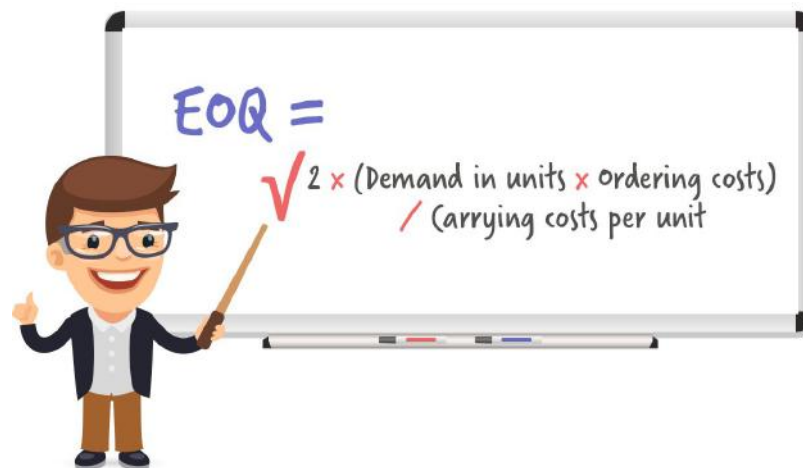 EOQ =
√ 2 × (Demand in units × Ordering costs)
/ Carrying costs per unit